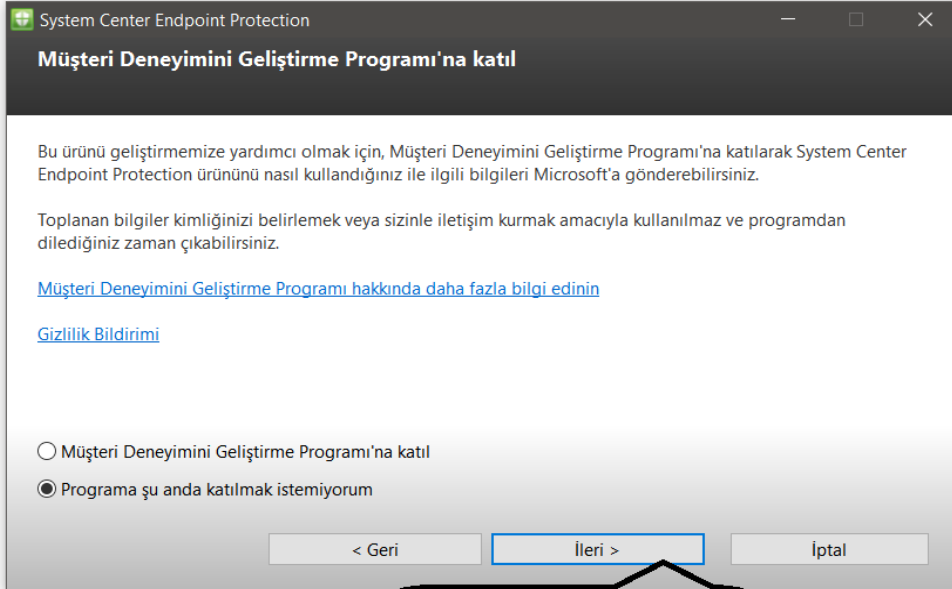 System Center Endpoint Protection
Müşteri Deneyimini Geliştirme Programı'na katıl
Bu ürünü geliştirmemize yardımcı olmak için, Müşteri Deneyimini Geliştirme Programı'na katılarak System Center
Endpoint Protection ürününü nasıl kullandığınız ile ilgili bilgileri Microsoft'a gönderebilirsiniz.
Toplanan bilgiler kimliğinizi belirlemek veya sizinle iletişim kurmak amacıyla kullanılmaz ve programdan
dilediğiniz zaman çıkabilirsiniz.
Müşteri Deneyimini Geliştirme Programı hakkında daha fazla bilgi edinin
Gizlilik Bildirimi
Müşteri Deneyimini Geliştirme Programı'na katıl
Programa şu anda katılmak istemiyorum
< Geri
İleri >
İptal